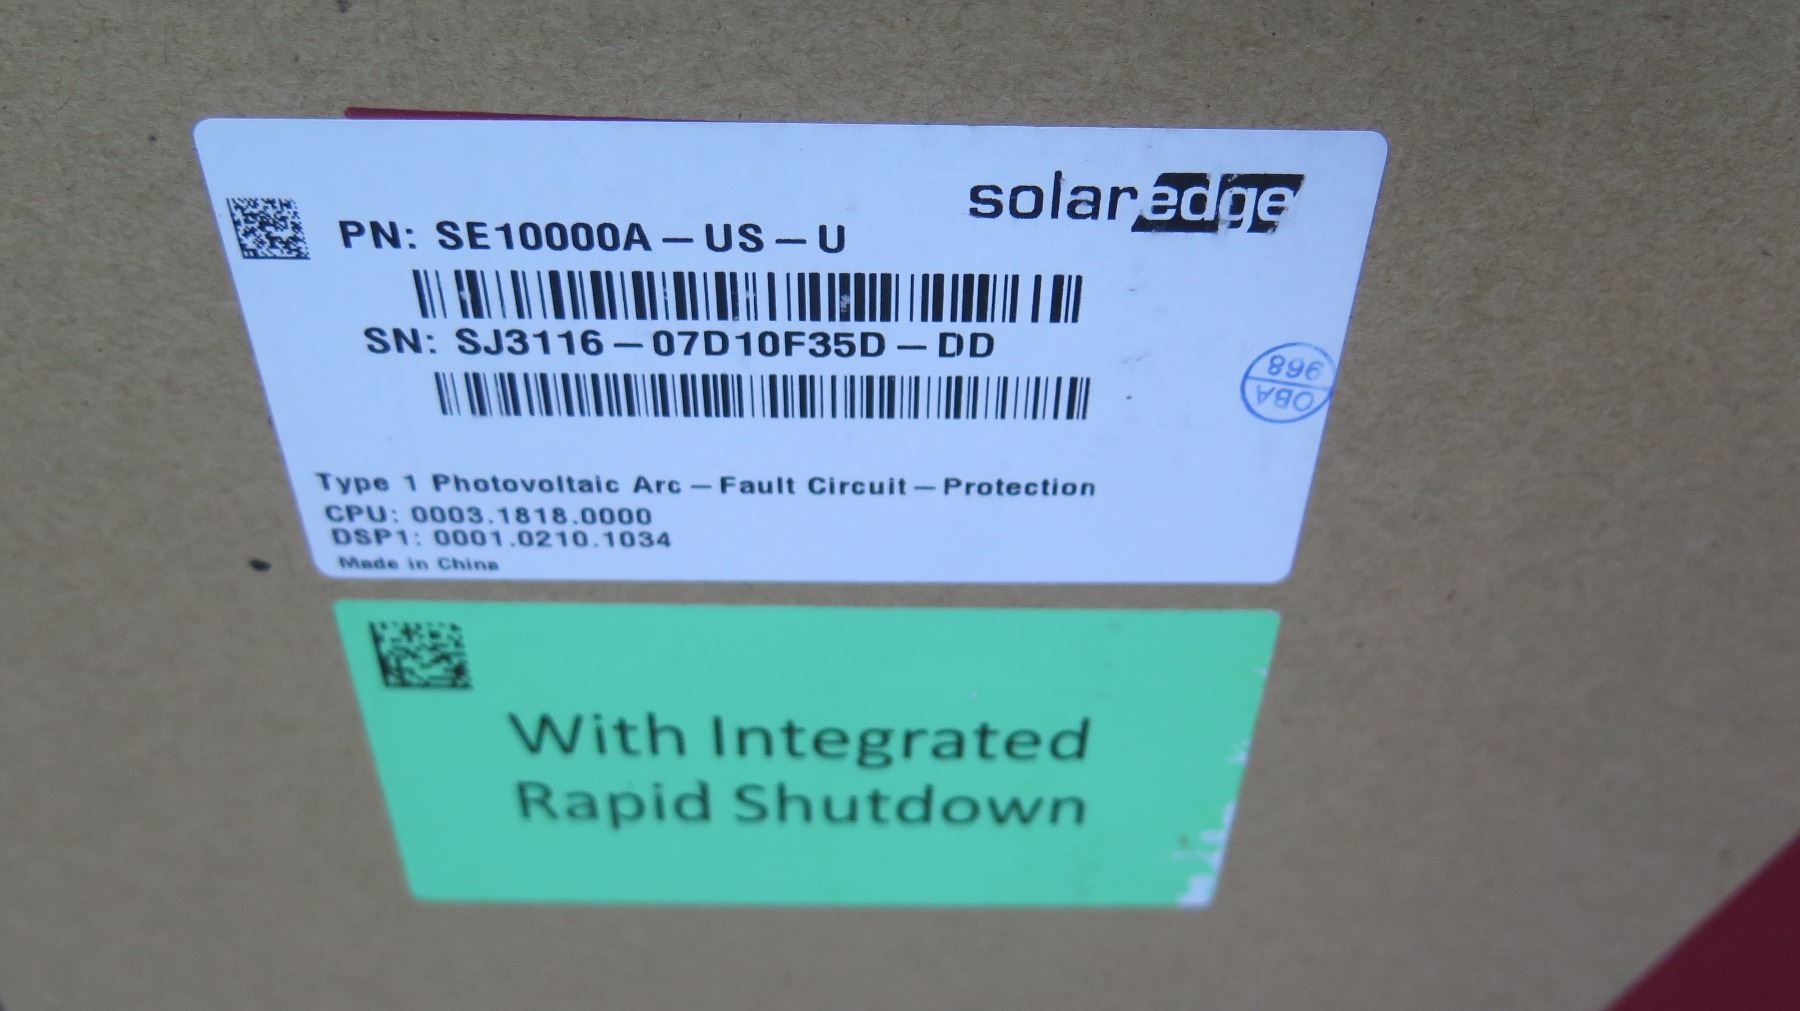 solaredge
PN: SE10000A-US-U
SN: SJ3116-07D10F35D-DD
OBA
968
Type 1 Photovoltaic Arc-Fault Circuit-Protection
CPU: 0003.1818.0000
DSP1: 0001.0210.1034
Made in China
With Integrated
Rapid Shutdown